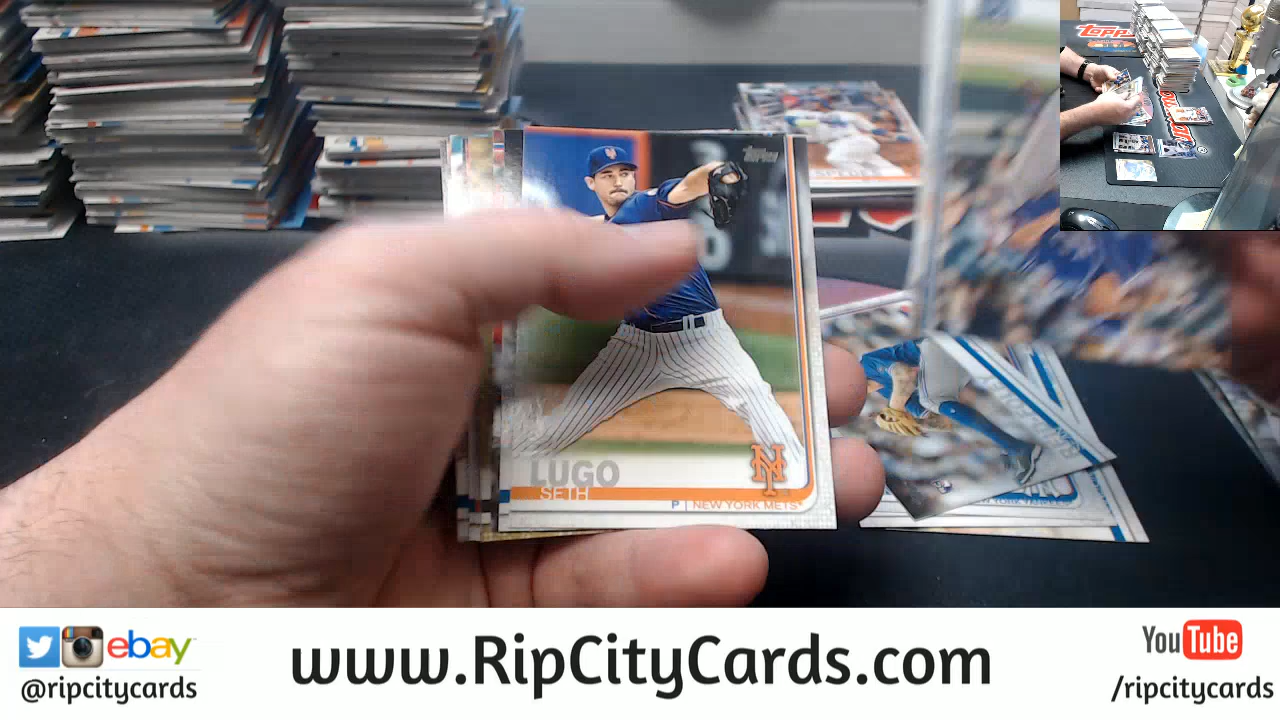 topps
topps
LUGO
SETH
P | NEW YORK METS
NY
ebay
@ripcitycards
www.RipCityCards.com
YouTube
/ripcitycards